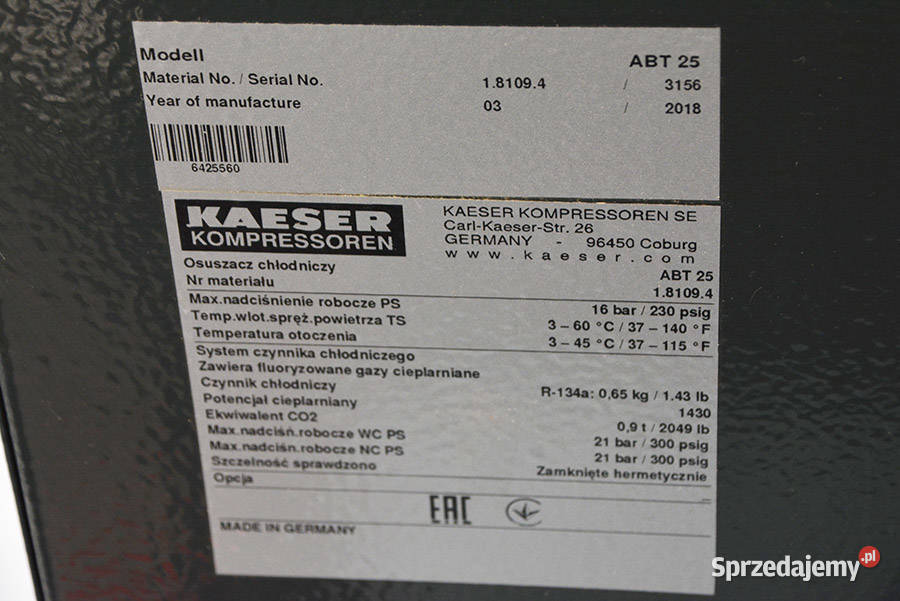 Modell ABT 25
Material No. / Serial No. 1.8109.4 / 3156
Year of manufacture 03 / 2018
6425560
KAESER
KOMPRESSOREN
KAESER KOMPRESSOREN SE
Carl-Kaeser-Str. 26
GERMANY - 96450 Coburg
www.kaeser.com
Osuszacz chłodniczy ABT 25
Nr materiału 1.8109.4
Max.nadciśnienie robocze PS 16 bar / 230 psig
Temp.wlot.spręż.powietrza TS 3 – 60 °C / 37 – 140 °F
Temperatura otoczenia 3 – 45 °C / 37 – 115 °F
System czynnika chłodniczego
Zawiera fluoryzowane gazy cieplarniane
Czynnik chłodniczy R-134a: 0,65 kg / 1.43 lb
Potencjał cieplarniany 1430
Ekwiwalent CO2 0,9 t / 2049 lb
Max.nadciśn.robocze WC PS 21 bar / 300 psig
Max.nadciśn.robocze NC PS 21 bar / 300 psig
Szczelność sprawdzono Zamknięte hermetycznie
Opcja —
EAC
MADE IN GERMANY
Sprzedajemy.pl